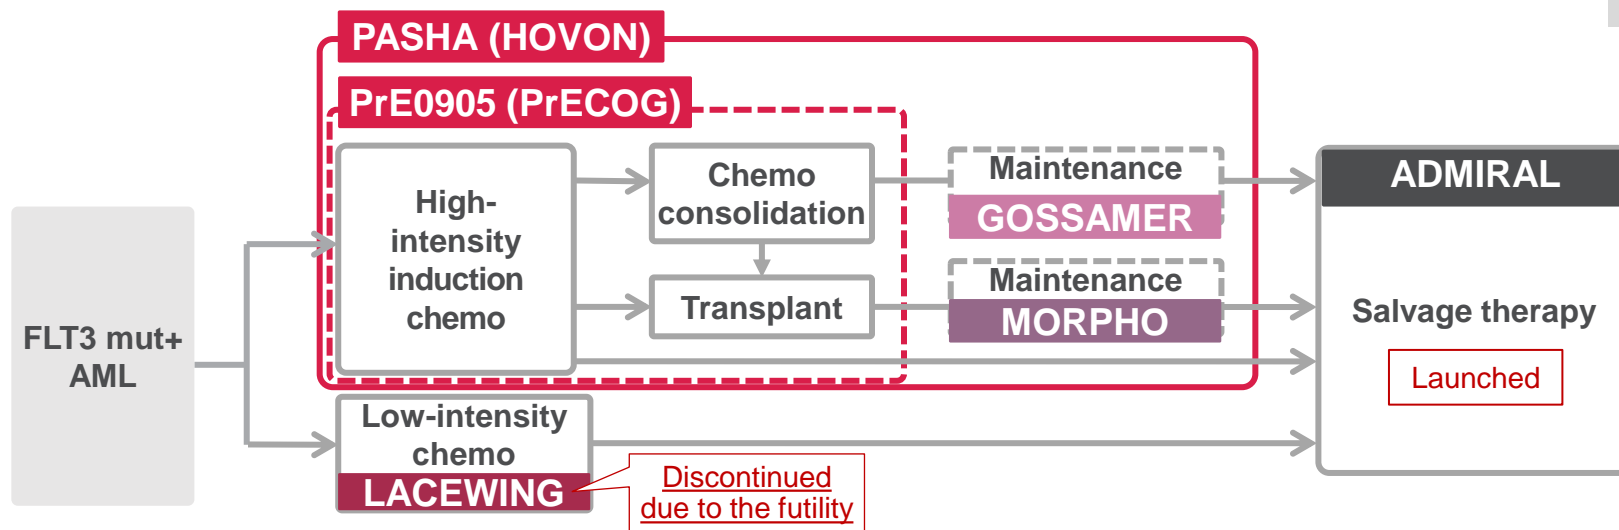 PASHA (HOVON)
PrE0905 (PrECOG)
High-
intensity
induction
chemo
Chemo
consolidation
Transplant
Maintenance
GOSSAMER
Maintenance
MORPHO
ADMIRAL
Salvage therapy
Launched
FLT3 mut+
AML
Low-intensity
chemo
LACEWING
Discontinued
due to the futility